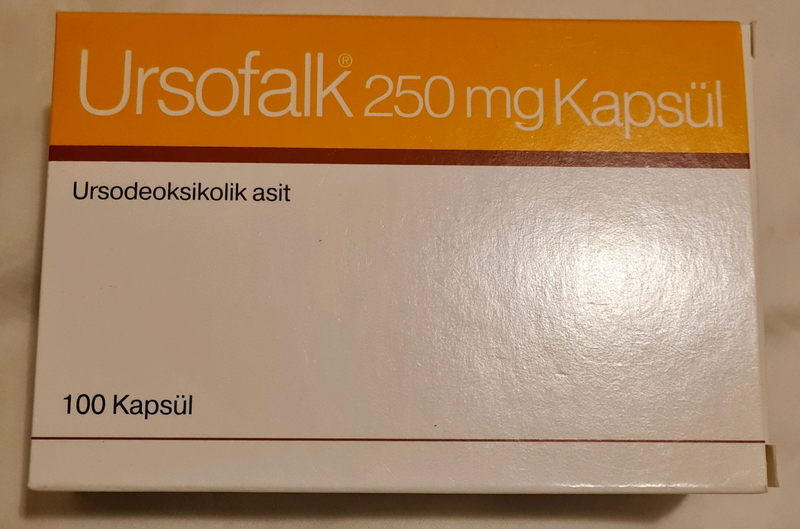 Ursofalk® 250 mg Kapsül
Ursodeoksikolik asit
100 Kapsül